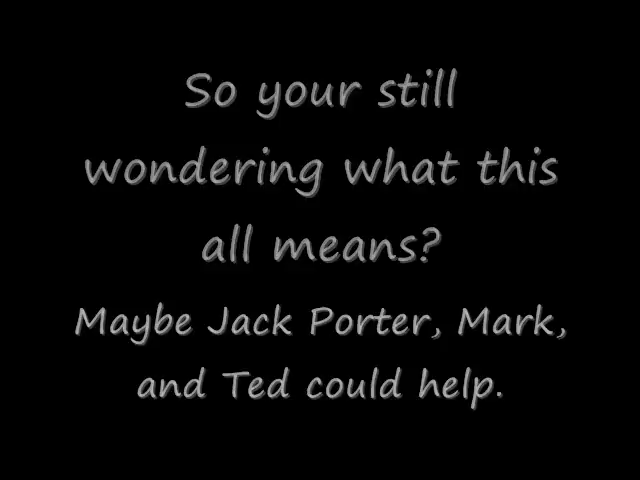 So your still
wondering what this
all means?
Maybe Jack Porter, Mark,
and Ted could help.